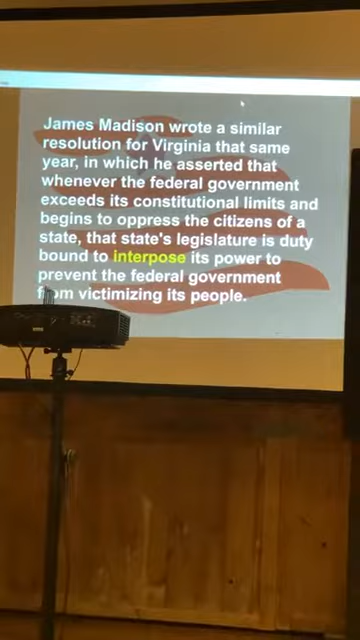 James Madison wrote a similar
resolution for Virginia that same
year, in which he asserted that
whenever the federal government
exceeds its constitutional limits and
begins to oppress the citizens of a
state, that state's legislature is duty
bound to interpose its power to
prevent the federal government
from victimizing its people.